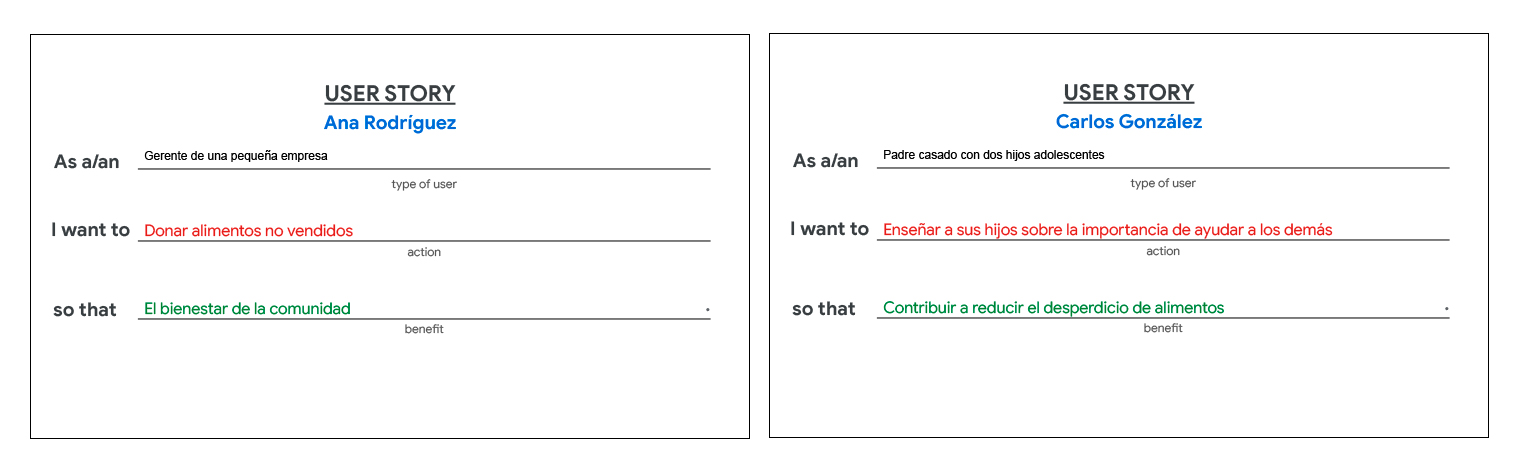 USER STORY
Ana Rodríguez
As a/an Gerente de una pequeña empresa
type of user
I want to Donar alimentos no vendidos
action
so that El bienestar de la comunidad .
benefit
USER STORY
Carlos González
As a/an Padre casado con dos hijos adolescentes
type of user
I want to Enseñar a sus hijos sobre la importancia de ayudar a los demás
action
so that Contribuir a reducir el desperdicio de alimentos .
benefit